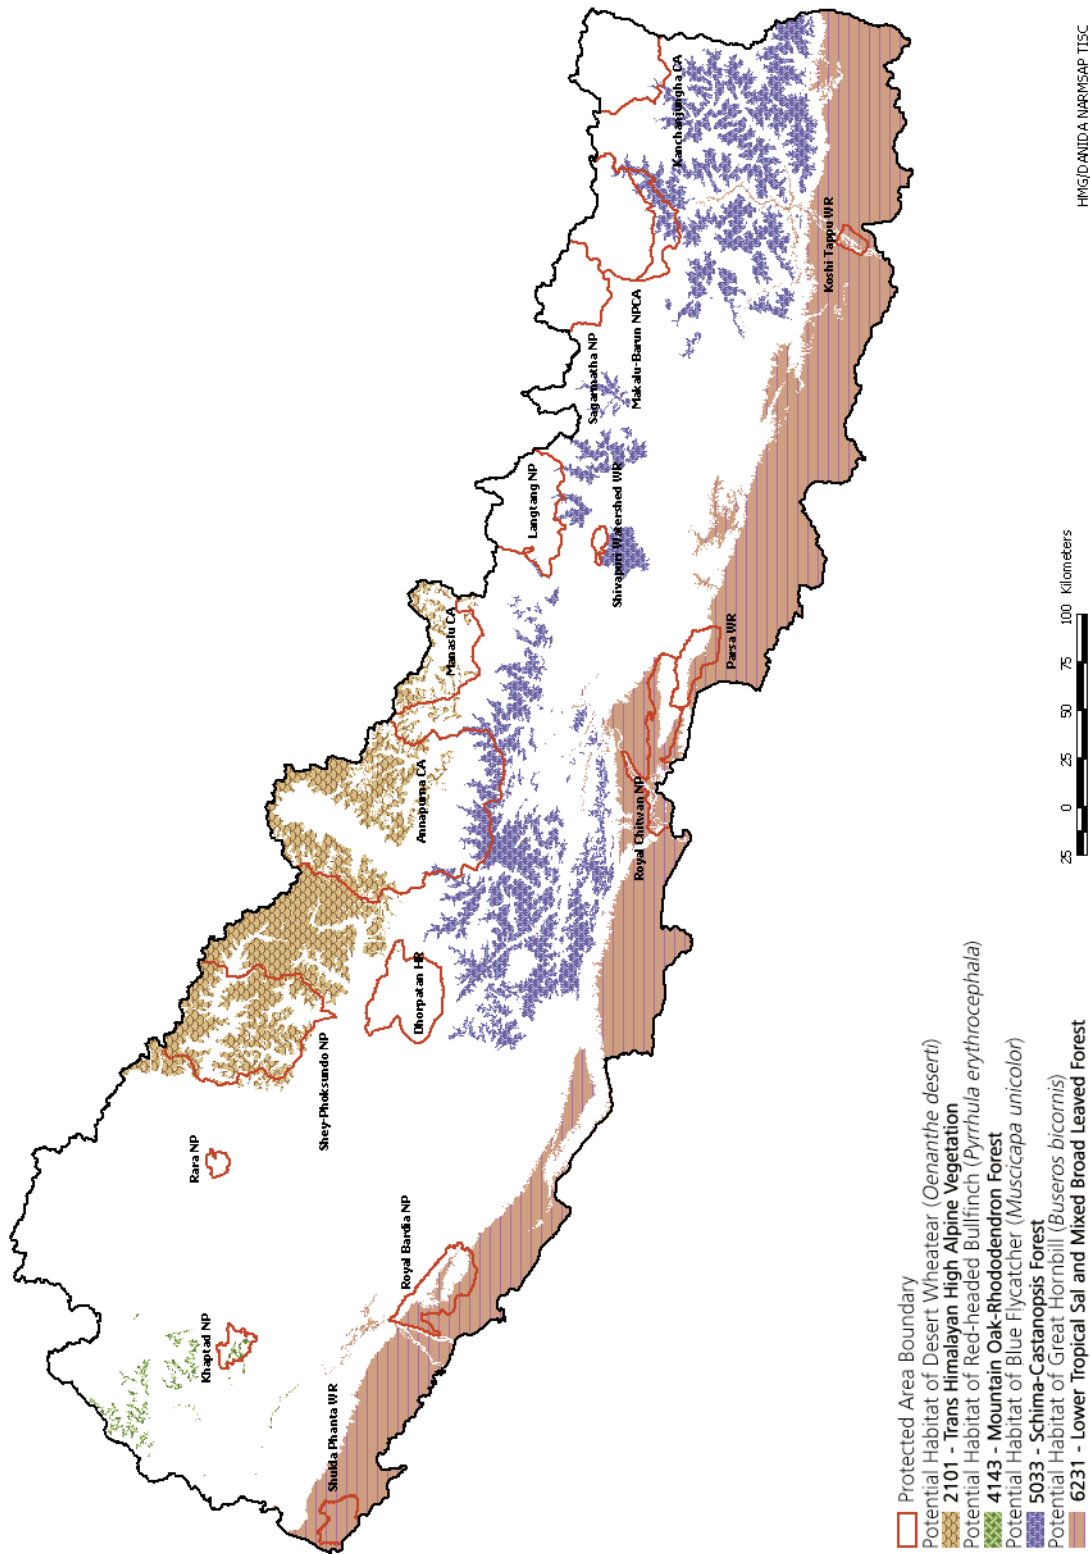 Shukla Phanta WR
Khaptad NP
Royal Bardia NP
Rara NP
Shey-Phoksundo NP
Dhorpatan HR
Annapurna CA
Manaslu CA
Royal Chitwan NP
Parsa WR
Langtang NP
Shivapuri Watershed WR
Sagarmatha NP
Makalu-Barun NPCA
Kanchanjungha CA
Koshi Tappu WR
Protected Area Boundary
Potential Habitat of Desert Wheatear (Oenanthe deserti)
2101 - Trans Himalayan High Alpine Vegetation
Potential Habitat of Red-headed Bullfinch (Pyrrhula erythrocephala)
4143 - Mountain Oak-Rhododendron Forest
Potential Habitat of Blue Flycatcher (Muscicapa unicolor)
5033 - Schima-Castanopsis Forest
Potential Habitat of Great Hornbill (Buseros bicornis)
6231 - Lower Tropical Sal and Mixed Broad Leaved Forest
25 0 25 50 75 100 Kilometers
HMG/DANIDA NARMSAP TISC